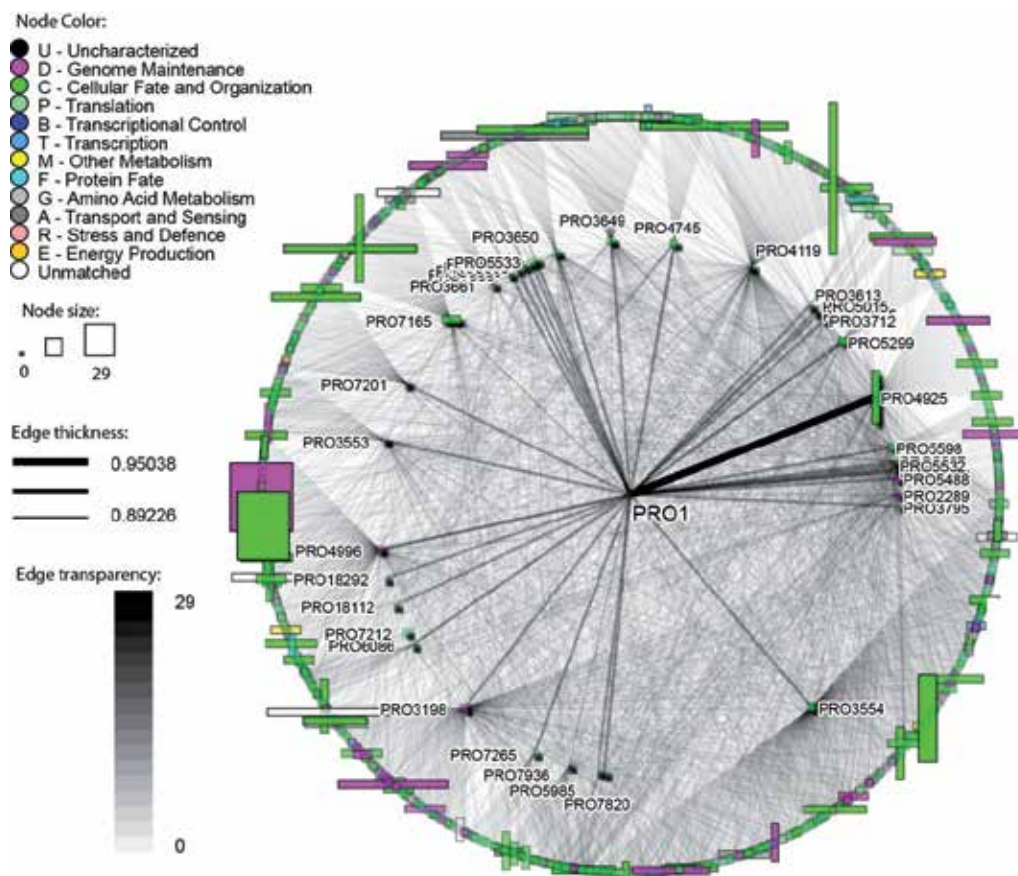 Node Color:
U - Uncharacterized
D - Genome Maintenance
C - Cellular Fate and Organization
P - Translation
B - Transcriptional Control
T - Transcription
M - Other Metabolism
F - Protein Fate
G - Amino Acid Metabolism
A - Transport and Sensing
R - Stress and Defence
E - Energy Production
Unmatched
Node size:
0
29
Edge thickness:
0.95038
0.89226
Edge transparency:
29
0
PRO3649
PRO4745
PRO3650
PRO4119
PRO5533
PRO3661
PRO3613
PRO5015
PRO3712
PRO7165
PRO5299
PRO7201
PRO4925
PRO3553
PRO5598
PRO5532
PRO5488
PRO2289
PRO3795
PRO1
PRO4996
PRO18292
PRO18112
PRO7212
PRO6086
PRO3198
PRO3554
PRO7265
PRO7936
PRO5985
PRO7820